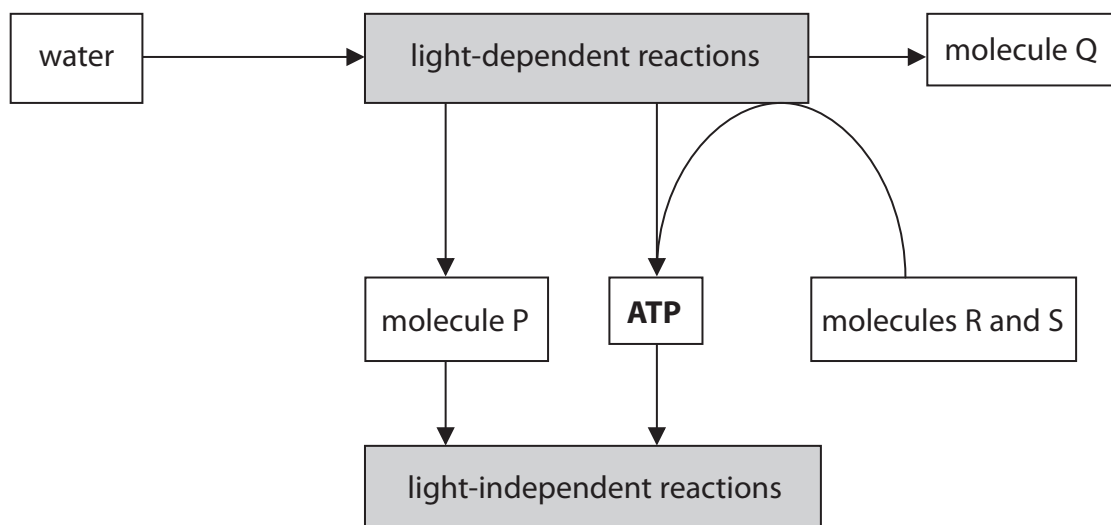 water
light-dependent reactions
molecule Q
molecule P
ATP
molecules R and S
light-independent reactions